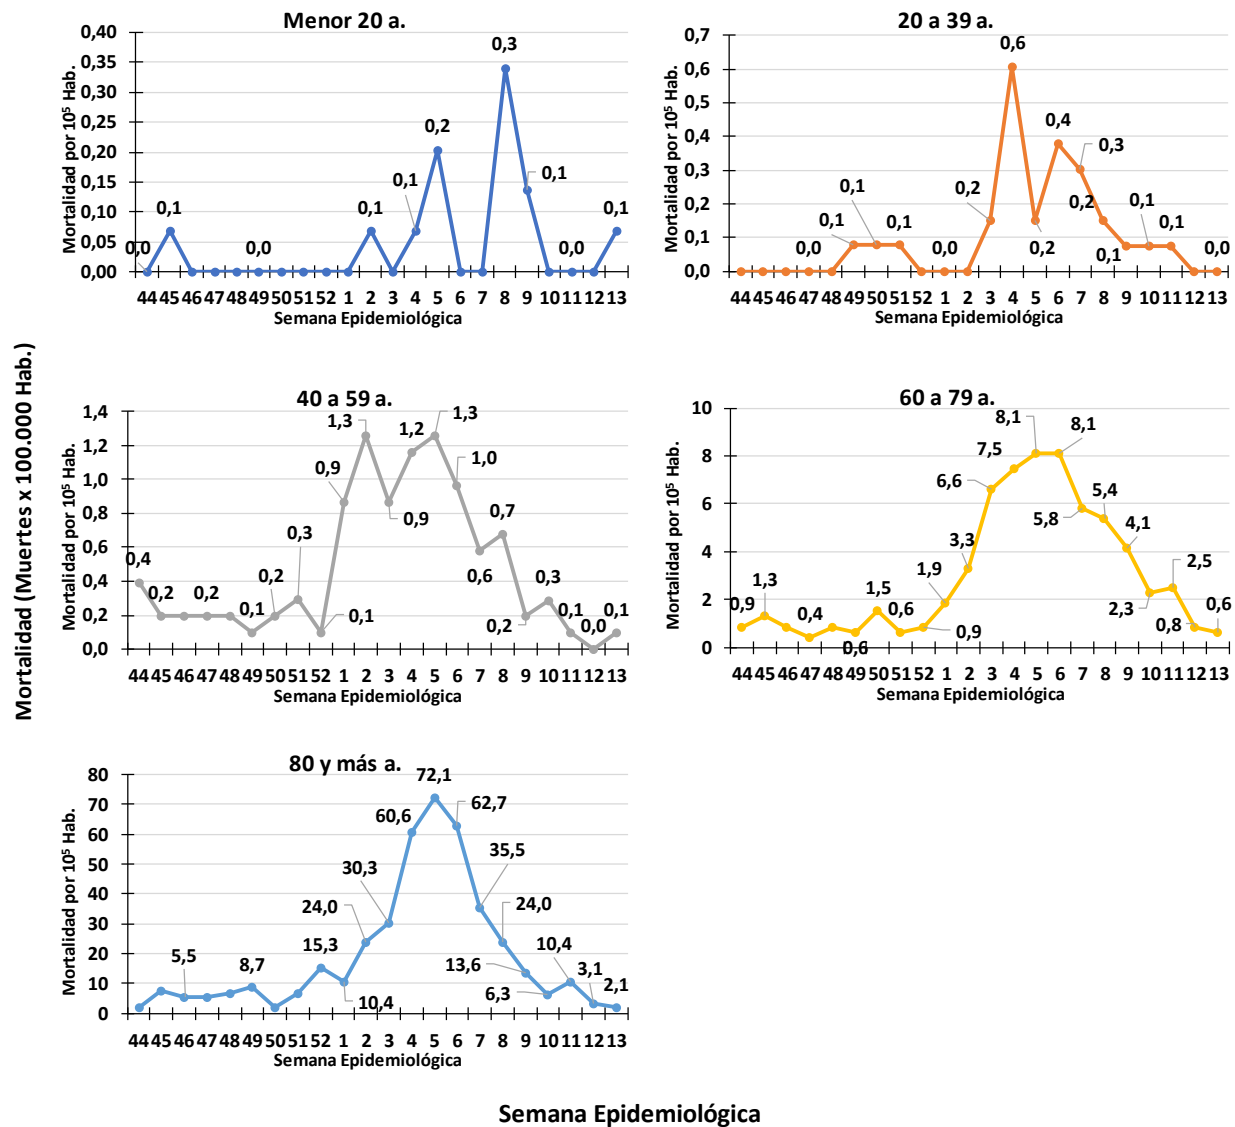 Mortalidad (Muertes x 100.000 Hab.)
Menor 20 a.
Mortalidad por 10⁵ Hab.
0,40
0,35
0,30
0,25
0,20
0,15
0,10
0,05
0,00
0,0 0,1 0,0 0,1 0,1 0,2 0,3 0,1 0,0 0,1
44 45 46 47 48 49 50 51 52 1 2 3 4 5 6 7 8 9 10 11 12 13
Semana Epidemiológica
20 a 39 a.
Mortalidad por 10⁵ Hab.
0,7
0,6
0,5
0,4
0,3
0,2
0,1
0,0
0,0 0,1 0,1 0,1 0,0 0,2 0,6 0,2 0,4 0,3 0,2 0,1 0,1 0,1 0,0
44 45 46 47 48 49 50 51 52 1 2 3 4 5 6 7 8 9 10 11 12 13
Semana Epidemiológica
40 a 59 a.
Mortalidad por 10⁵ Hab.
1,4
1,2
1,0
0,8
0,6
0,4
0,2
0,0
0,4 0,2 0,2 0,1 0,2 0,3 0,1 0,9 1,3 0,9 1,2 1,3 1,0 0,6 0,7 0,2 0,3 0,1 0,0 0,1
44 45 46 47 48 49 50 51 52 1 2 3 4 5 6 7 8 9 10 11 12 13
Semana Epidemiológica
60 a 79 a.
Mortalidad por 10⁵ Hab.
10
8
6
4
2
0
0,9 1,3 0,4 0,6 1,5 0,6 0,9 1,9 3,3 6,6 7,5 8,1 8,1 5,8 5,4 4,1 2,3 2,5 0,8 0,6
44 45 46 47 48 49 50 51 52 1 2 3 4 5 6 7 8 9 10 11 12 13
Semana Epidemiológica
80 y más a.
Mortalidad por 10⁵ Hab.
80
70
60
50
40
30
20
10
0
5,5 8,7 15,3 10,4 24,0 30,3 60,6 72,1 62,7 35,5 24,0 13,6 6,3 10,4 3,1 2,1
44 45 46 47 48 49 50 51 52 1 2 3 4 5 6 7 8 9 10 11 12 13
Semana Epidemiológica
Semana Epidemiológica